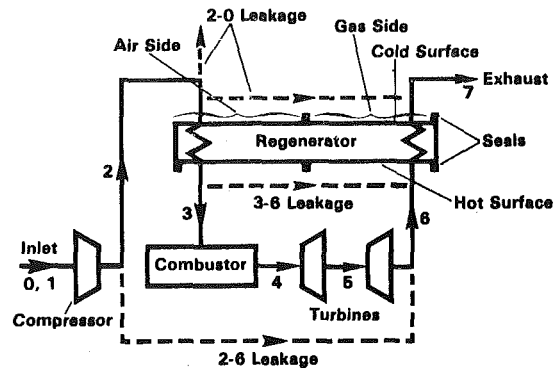 2-0 Leakage
Gas Side
Air Side
Cold Surface
Exhaust
7
Regenerator
Seals
2
3-6 Leakage
Hot Surface
3
6
Inlet
0, 1
Combustor
4
5
Compressor
Turbines
2-6 Leakage